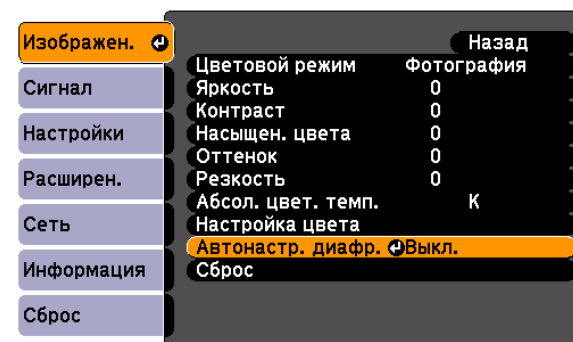 Изображен.
Сигнал
Настройки
Расширен.
Сеть
Информация
Сброс
Назад
Цветовой режим Фотография
Яркость 0
Контраст 0
Насыщен. цвета 0
Оттенок 0
Резкость 0
Абсол. цвет. темп. K
Настройка цвета
Автонастр. диафр. Выкл.
Сброс